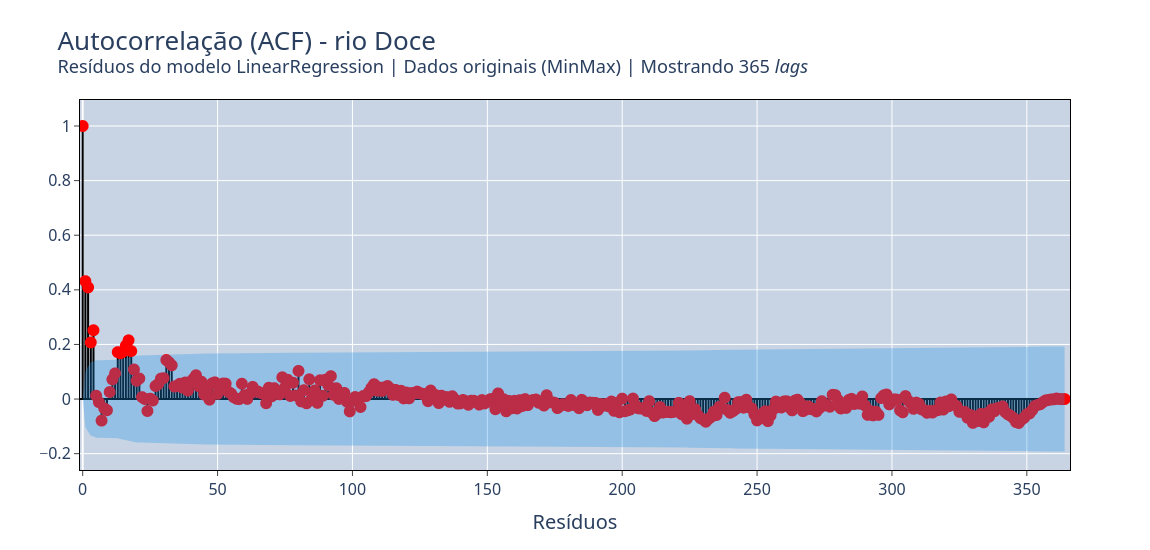 Autocorrelação (ACF) - rio Doce
Resíduos do modelo LinearRegression | Dados originais (MinMax) | Mostrando 365 lags
1
0.8
0.6
0.4
0.2
0
−0.2
0 50 100 150 200 250 300 350
Resíduos